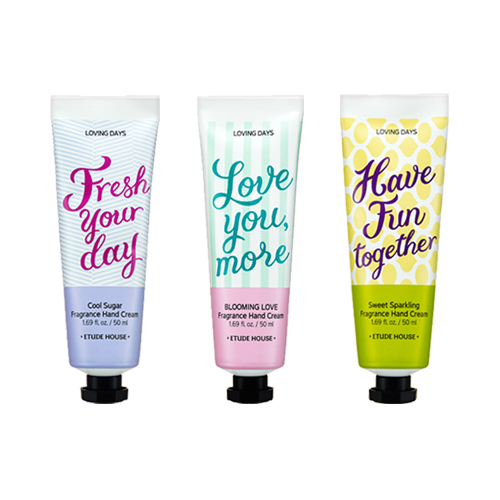 LOVING DAYS
Fresh
your
day
Cool Sugar
Fragrance Hand Cream
1.69 fl. oz. / 50 ml
• ETUDE HOUSE •
LOVING DAYS
Love
you,
more
BLOOMING LOVE
Fragrance Hand Cream
1.69 fl. oz. / 50 ml
• ETUDE HOUSE •
LOVING DAYS
Have
Fun
together
Sweet Sparkling
Fragrance Hand Cream
1.69 fl. oz. / 50 ml
• ETUDE HOUSE •